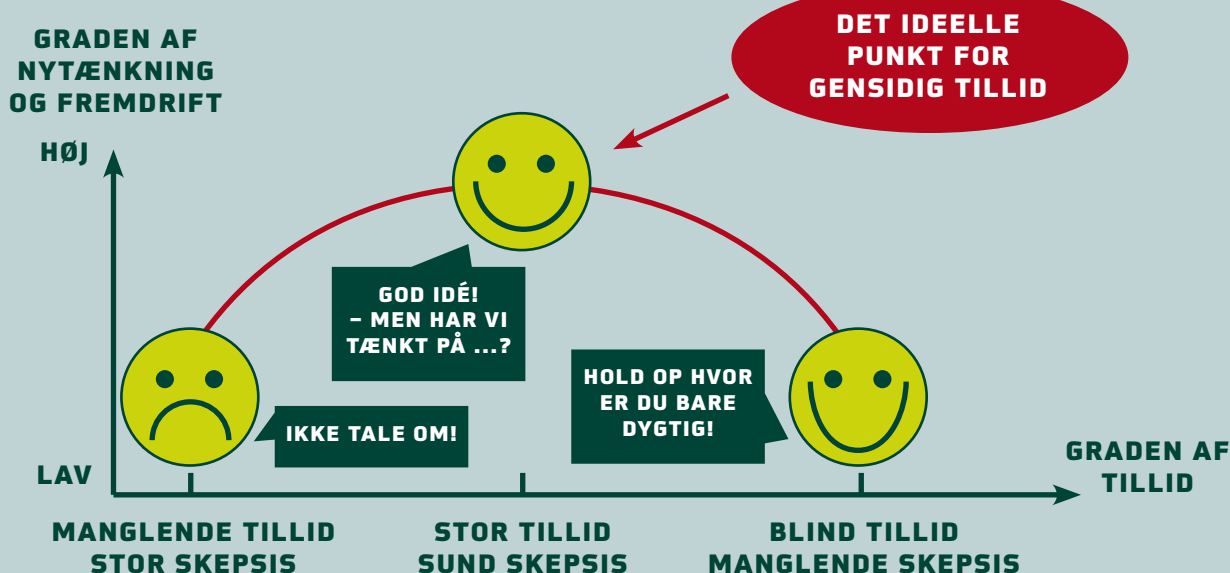 GRADEN AF
NYTÆNKNING
OG FREMDRIFT
DET IDEELLE
PUNKT FOR
GENSIDIG TILLID
HØJ
GOD IDÉ!
– MEN HAR VI
TÆNKT PÅ ...?
HOLD OP HVOR
ER DU BARE
DYGTIG!
IKKE TALE OM!
LAV
GRADEN AF
TILLID
MANGLENDE TILLID
STOR SKEPSIS
STOR TILLID
SUND SKEPSIS
BLIND TILLID
MANGLENDE SKEPSIS